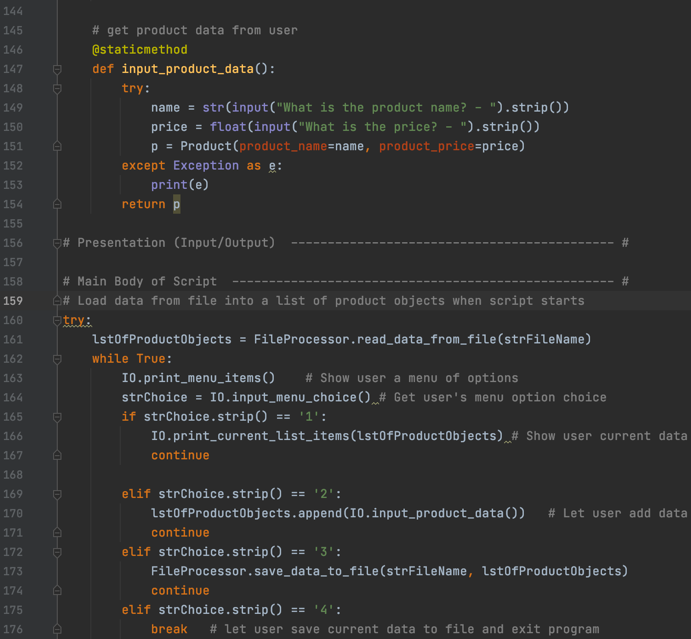 144
145 # get product data from user
146 @staticmethod
147 def input_product_data():
148 try:
149 name = str(input("What is the product name? - ").strip())
150 price = float(input("What is the price? - ").strip())
151 p = Product(product_name=name, product_price=price)
152 except Exception as e:
153 print(e)
154 return p
155
156 # Presentation (Input/Output) -------------------------------------------- #
157
158 # Main Body of Script ---------------------------------------------------- #
159 # Load data from file into a list of product objects when script starts
160 try:
161 lstOfProductObjects = FileProcessor.read_data_from_file(strFileName)
162 while True:
163 IO.print_menu_items() # Show user a menu of options
164 strChoice = IO.input_menu_choice() # Get user's menu option choice
165 if strChoice.strip() == '1':
166 IO.print_current_list_items(lstOfProductObjects) # Show user current data
167 continue
168
169 elif strChoice.strip() == '2':
170 lstOfProductObjects.append(IO.input_product_data()) # Let user add data
171 continue
172 elif strChoice.strip() == '3':
173 FileProcessor.save_data_to_file(strFileName, lstOfProductObjects)
174 continue
175 elif strChoice.strip() == '4':
176 break # let user save current data to file and exit program